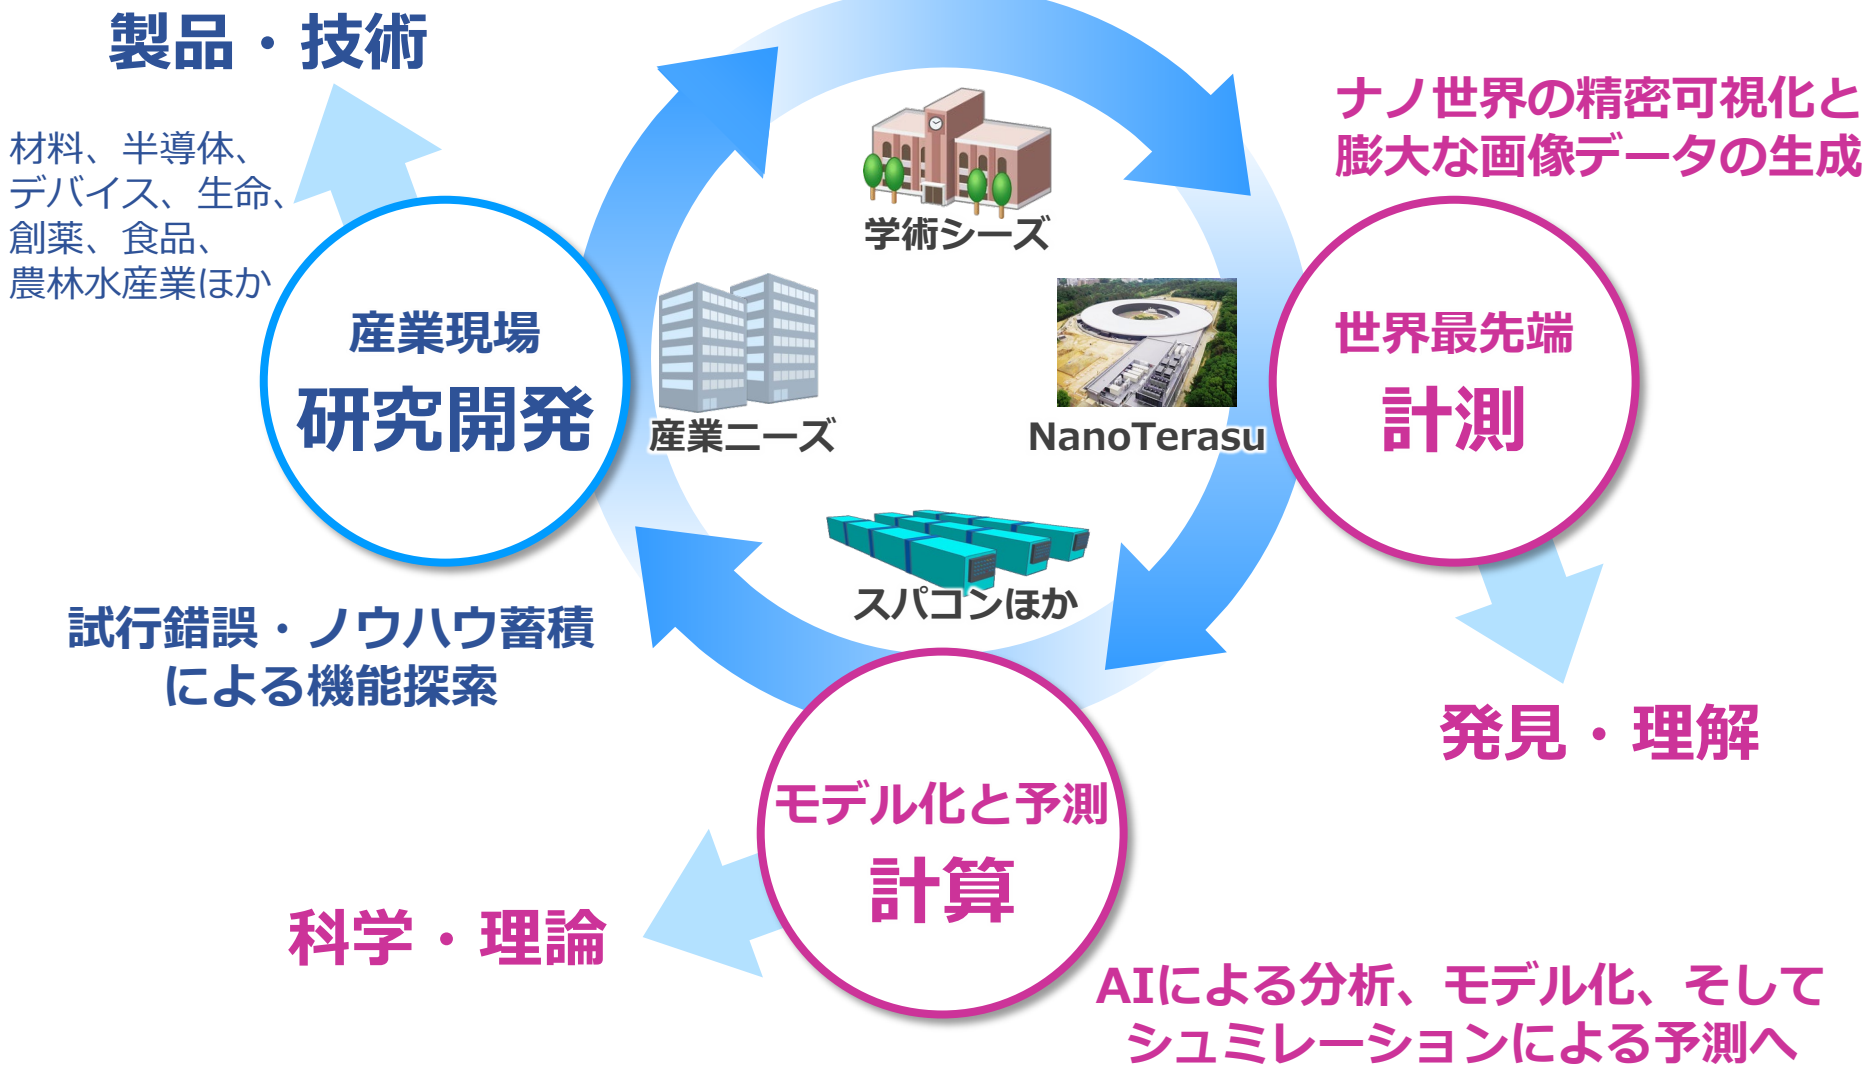 製品・技術
材料、半導体、
デバイス、生命、
創薬、食品、
農林水産業ほか
産業現場
研究開発
試行錯誤・ノウハウ蓄積
による機能探索
学術シーズ
産業ニーズ
NanoTerasu
スパコンほか
ナノ世界の精密可視化と
膨大な画像データの生成
世界最先端
計測
発見・理解
モデル化と予測
計算
科学・理論
AIによる分析、モデル化、そして
シュミレーションによる予測へ